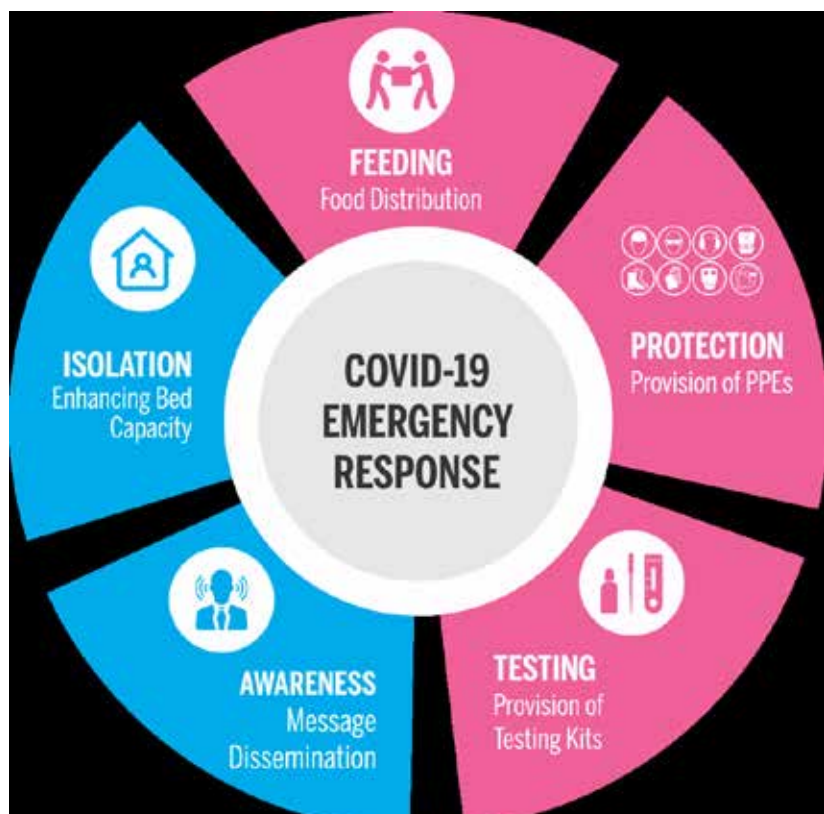 FEEDING
Food Distribution
PROTECTION
Provision of PPEs
TESTING
Provision of
Testing Kits
AWARENESS
Message
Dissemination
ISOLATION
Enhancing Bed
Capacity
COVID-19
EMERGENCY
RESPONSE